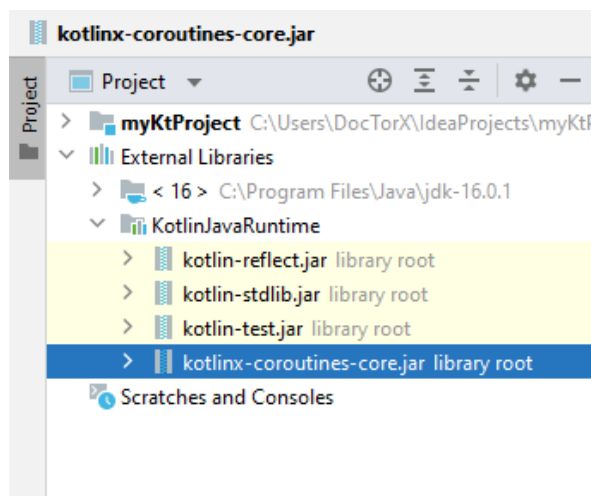 kotlinx-coroutines-core.jar
Project
Project
myKtProject C:\Users\DocTorX\IdeaProjects\myKtP
External Libraries
< 16 > C:\Program Files\Java\jdk-16.0.1
KotlinJavaRuntime
kotlin-reflect.jar library root
kotlin-stdlib.jar library root
kotlin-test.jar library root
kotlinx-coroutines-core.jar library root
Scratches and Consoles